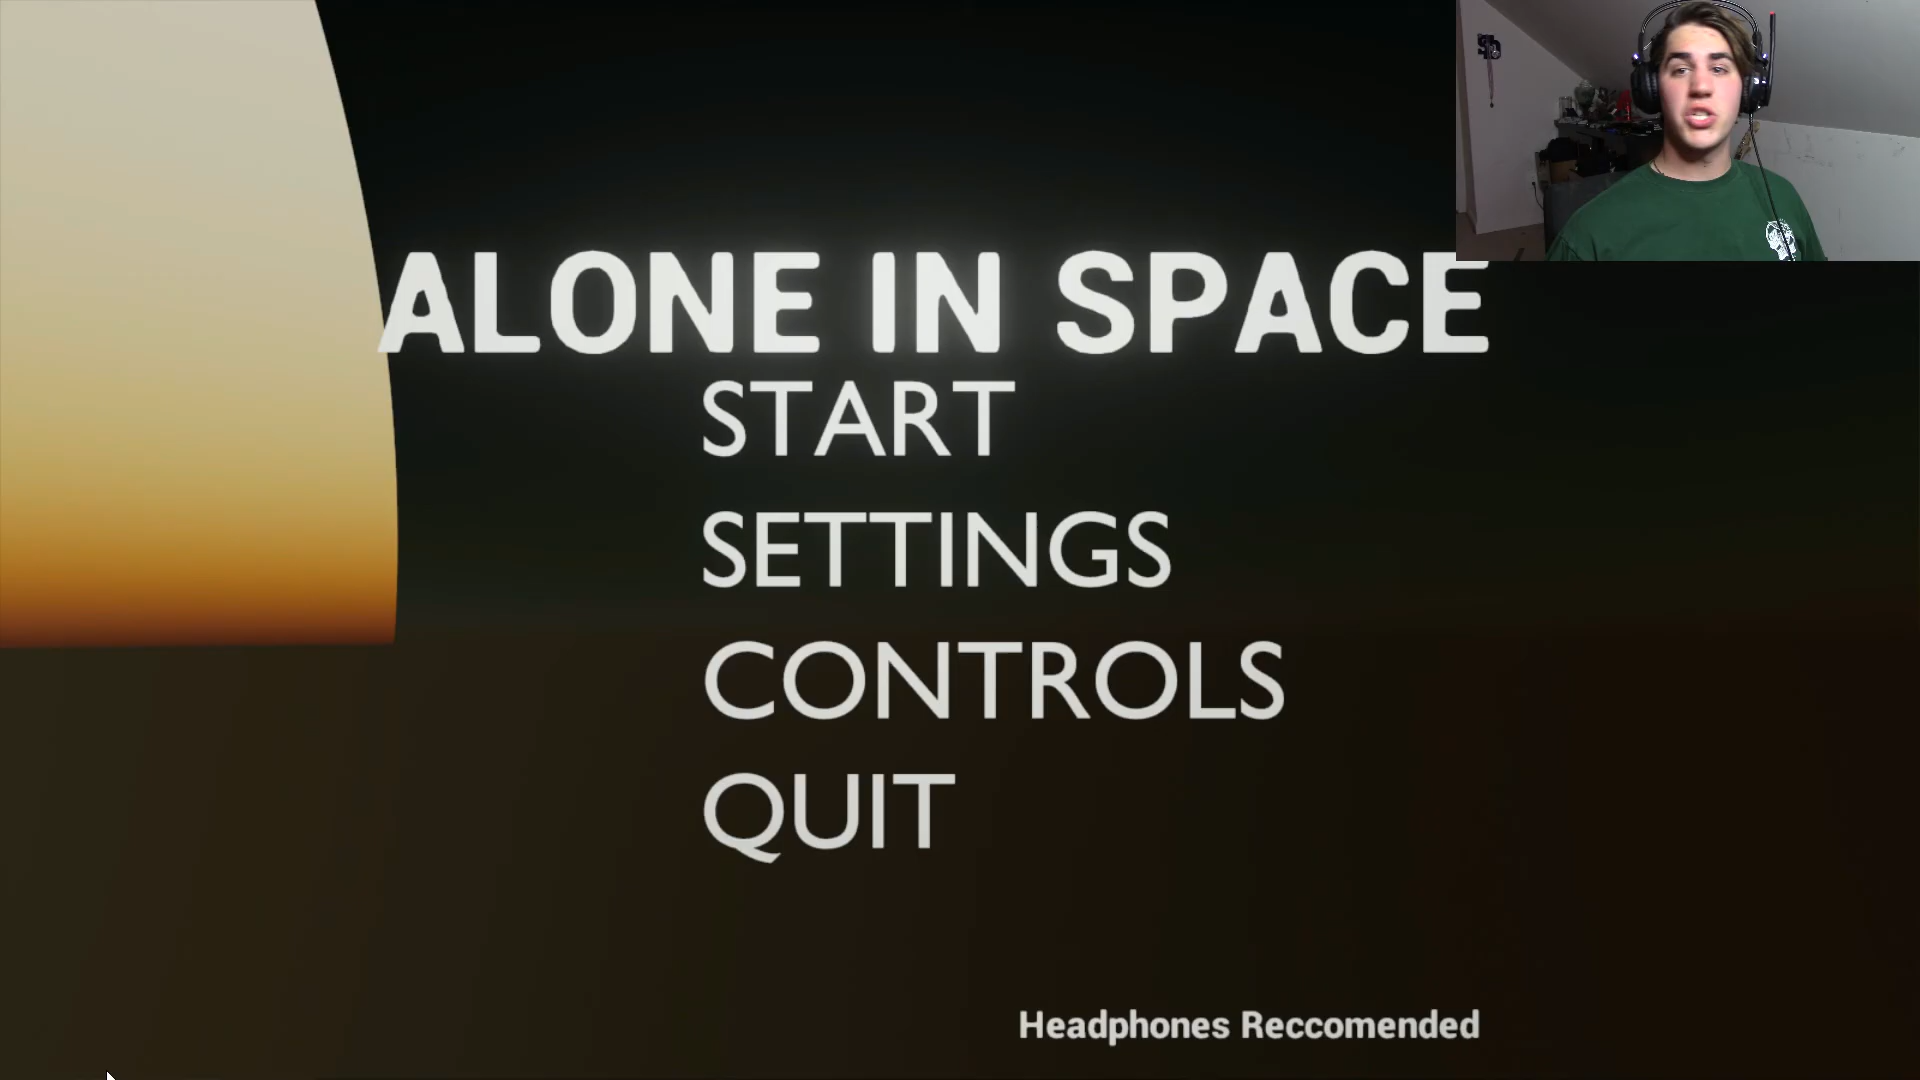 ALONE IN SPACE
START
SETTINGS
CONTROLS
QUIT
Headphones Reccomended